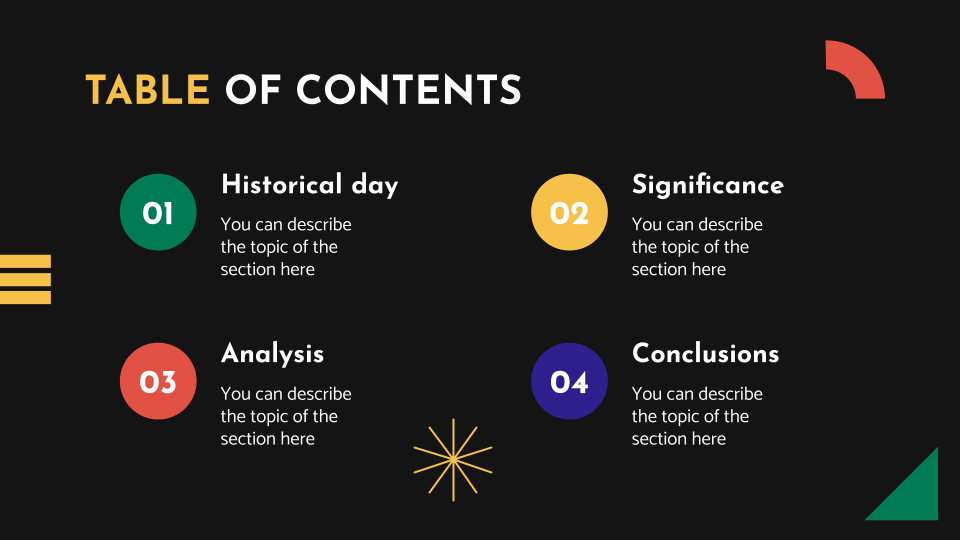 TABLE OF CONTENTS
01
Historical day
You can describe
the topic of the
section here
02
Significance
You can describe
the topic of the
section here
03
Analysis
You can describe
the topic of the
section here
04
Conclusions
You can describe
the topic of the
section here